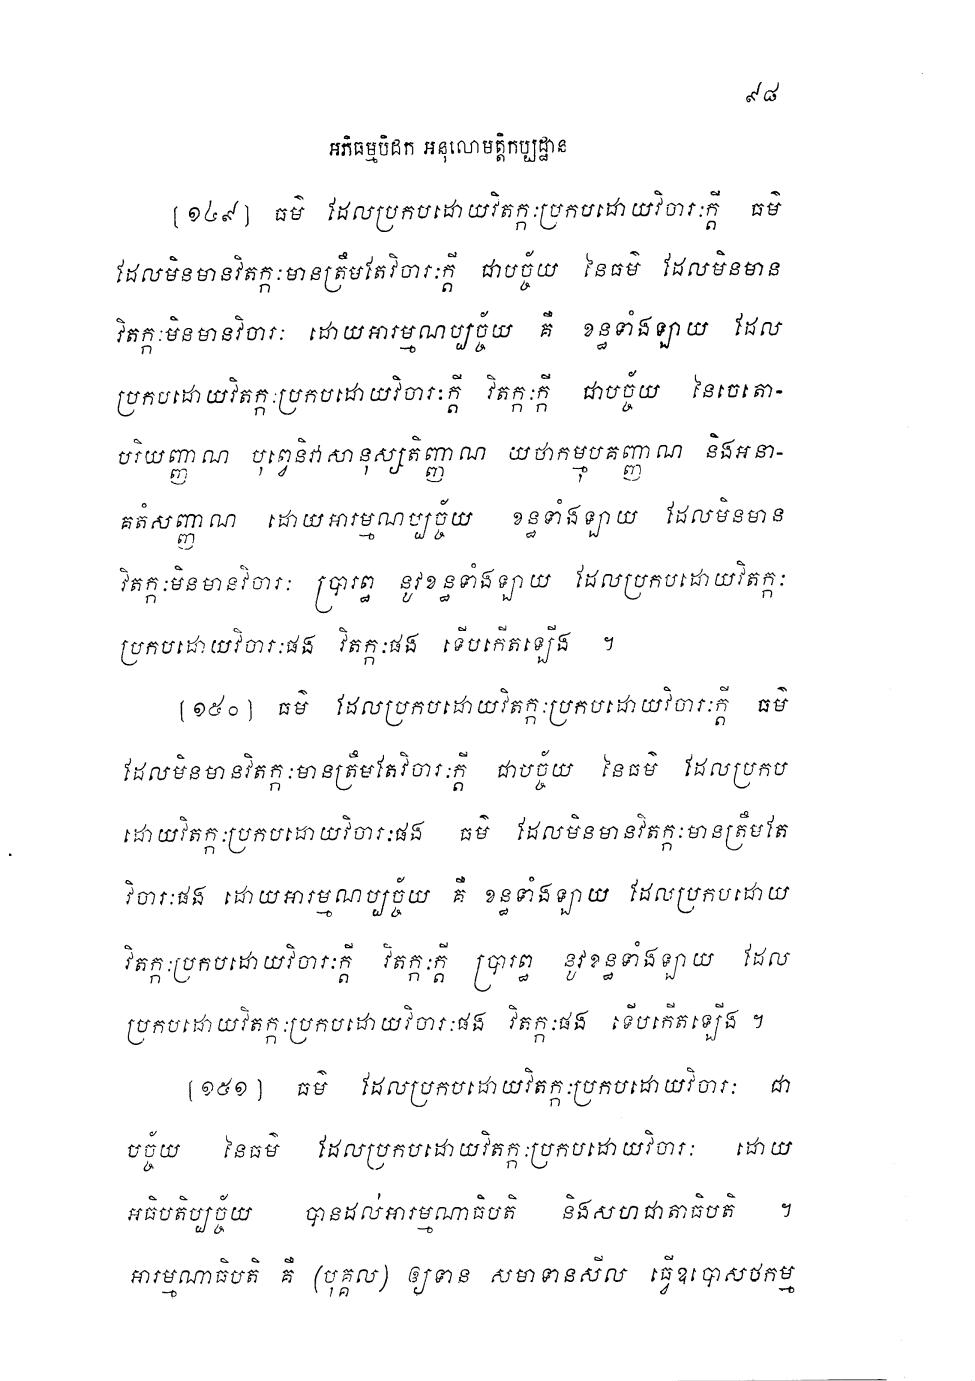 ៩៨
អភិធម្មបិដក អនុលោមត្តិកប្បដ្ឋាន
[១៤៩] ធម៌ ដែលប្រកបដោយវិតក្កៈប្រកបដោយវិចារៈក្តី ធម៌
ដែលមិនមានវិតក្កៈមានត្រឹមតែវិចារៈក្តី ជាបច្ច័យ នៃធម៌ ដែលមិនមាន
វិតក្កៈមិនមានវិចារៈ ដោយអារម្មណប្បច្ច័យ គឺ ខន្ធទាំងឡាយ ដែល
ប្រកបដោយវិតក្កៈប្រកបដោយវិចារៈក្តី វិតក្កៈក្តី ជាបច្ច័យ នៃចេតោ-
បរិយញ្ញាណ បុព្វេនិវាសានុស្សតិញ្ញាណ យថាកម្មុបគញ្ញាណ និងអនា-
គតំសញ្ញាណ ដោយអារម្មណប្បច្ច័យ ខន្ធទាំងឡាយ ដែលមិនមាន
វិតក្កៈមិនមានវិចារៈ ប្រារព្ធ នូវខន្ធទាំងឡាយ ដែលប្រកបដោយវិតក្កៈ
ប្រកបដោយវិចារៈផង វិតក្កៈផង ទើបកើតឡើង ។
[១៥០] ធម៌ ដែលប្រកបដោយវិតក្កៈប្រកបដោយវិចារៈក្តី ធម៌
ដែលមិនមានវិតក្កៈមានត្រឹមតែវិចារៈក្តី ជាបច្ច័យ នៃធម៌ ដែលប្រកប
ដោយវិតក្កៈប្រកបដោយវិចារៈផង ធម៌ ដែលមិនមានវិតក្កៈមានត្រឹមតែ
វិចារៈផង ដោយអារម្មណប្បច្ច័យ គឺ ខន្ធទាំងឡាយ ដែលប្រកបដោយ
វិតក្កៈប្រកបដោយវិចារៈក្តី វិតក្កៈក្តី ប្រារព្ធ នូវខន្ធទាំងឡាយ ដែល
ប្រកបដោយវិតក្កៈប្រកបដោយវិចារៈផង វិតក្កៈផង ទើបកើតឡើង ។
[១៥១] ធម៌ ដែលប្រកបដោយវិតក្កៈប្រកបដោយវិចារៈ ជា
បច្ច័យ នៃធម៌ ដែលប្រកបដោយវិតក្កៈប្រកបដោយវិចារៈ ដោយ
អធិបតិប្បច្ច័យ បានដល់អារម្មណាធិបតិ និងសហជាតាធិបតិ ។
អារម្មណាធិបតិ គឺ (បុគ្គល) ឲ្យទាន សមាទានសីល ធ្វើឧបោសថកម្ម